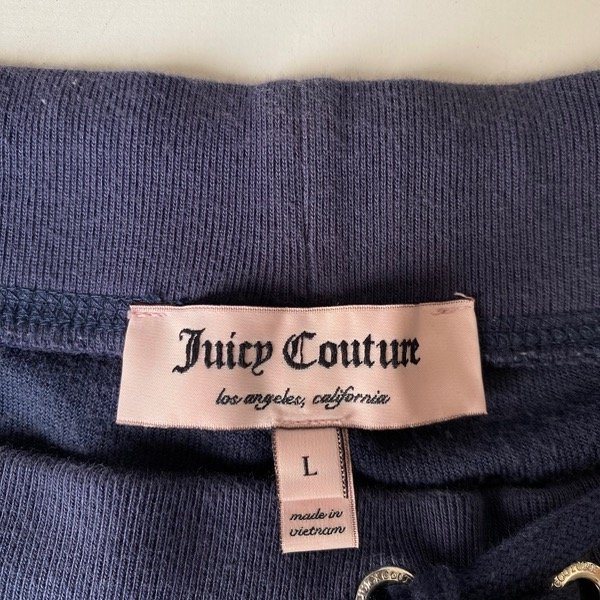 Juicy Couture
los angeles, california
L
made in
vietnam